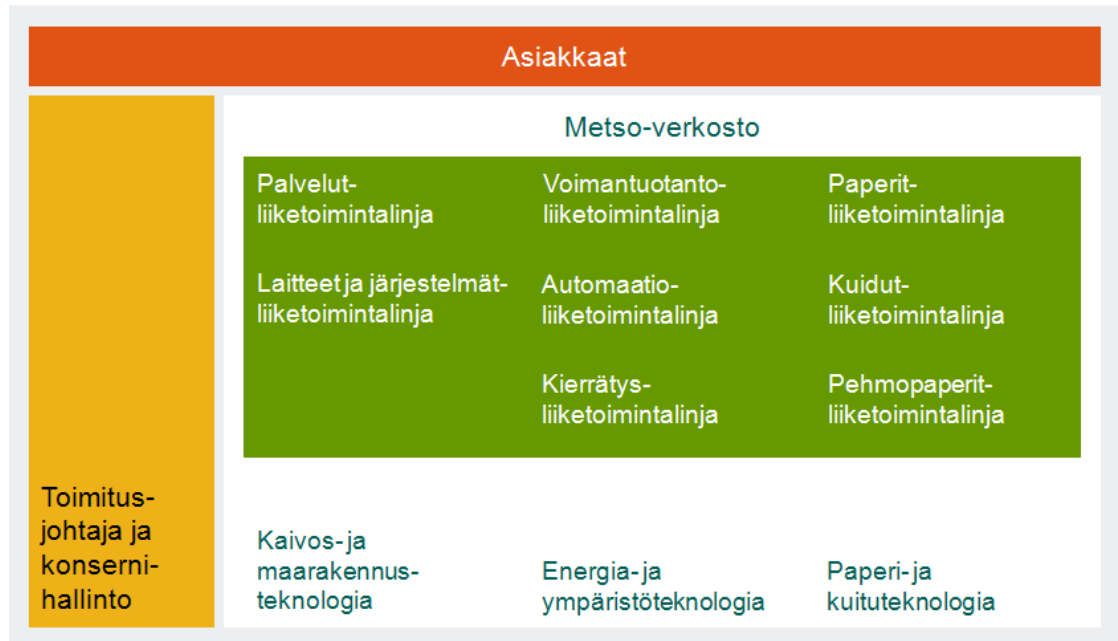 Asiakkaat
Metso-verkosto
Palvelut-
liiketoimintalinja
Voimantuotanto-
liiketoimintalinja
Paperit-
liiketoimintalinja
Laitteet ja järjestelmät-
liiketoimintalinja
Automaatio-
liiketoimintalinja
Kuidut-
liiketoimintalinja
Kierrätys-
liiketoimintalinja
Pehmopaperit-
liiketoimintalinja
Toimitus-
johtaja ja
konserni-
hallinto
Kaivos- ja
maarakennus-
teknologia
Energia- ja
ympäristöteknologia
Paperi- ja
kuituteknologia